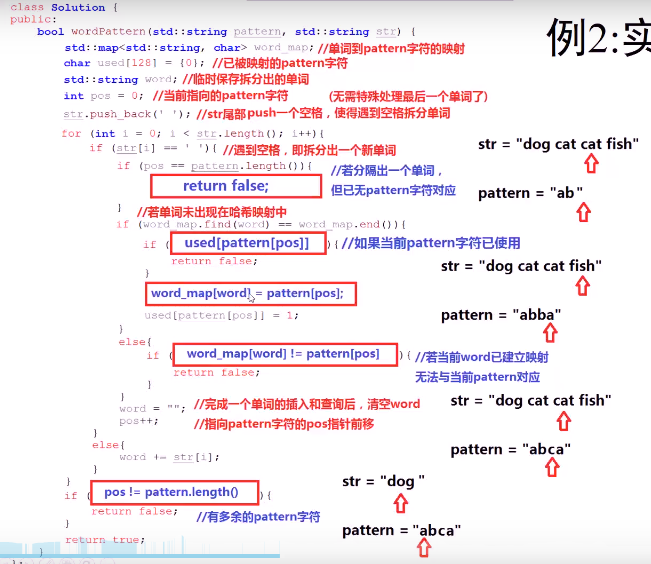 class Solution {
public:
bool wordPattern(std::string pattern, std::string str) {
例2:实
std::map<std::string, char> word_map; //单词到pattern字符的映射
char used[128] = {0}; //已被映射的pattern字符
std::string word; //临时保存拆分出的单词
int pos = 0; //当前指向的pattern字符 (无需特殊处理最后一个单词了)
str.push_back(' '); //str尾部push一个空格，使得遇到空格拆分单词
for (int i = 0; i < str.length(); i++){
if (str[i] == ' '){ //遇到空格，即拆分出一个新单词
str = "dog cat cat fish"
if (pos == pattern.length()){ //若分隔出一个单词，
return false; 但已无pattern字符对应
pattern = "ab"
}
//若单词未出现在哈希映射中
if (word_map.find(word) == word_map.end()){
if ( used[pattern[pos]] ){ //如果当前pattern字符已使用
return false;
str = "dog cat cat fish"
}
word_map[word] = pattern[pos];
used[pattern[pos]] = 1;
pattern = "abba"
}
else{
if ( word_map[word] != pattern[pos] ){ //若当前word已建立映射
return false; 无法与当前pattern对应
}
}
str = "dog cat cat fish"
word = ""; //完成一个单词的插入和查询后，清空word
pos++; //指向pattern字符的pos指针前移
}
else{
pattern = "abca"
word += str[i];
}
}
str = "dog "
if ( pos != pattern.length() ){
return false; //有多余的pattern字符
}
pattern = "abca"
return true;
}
};